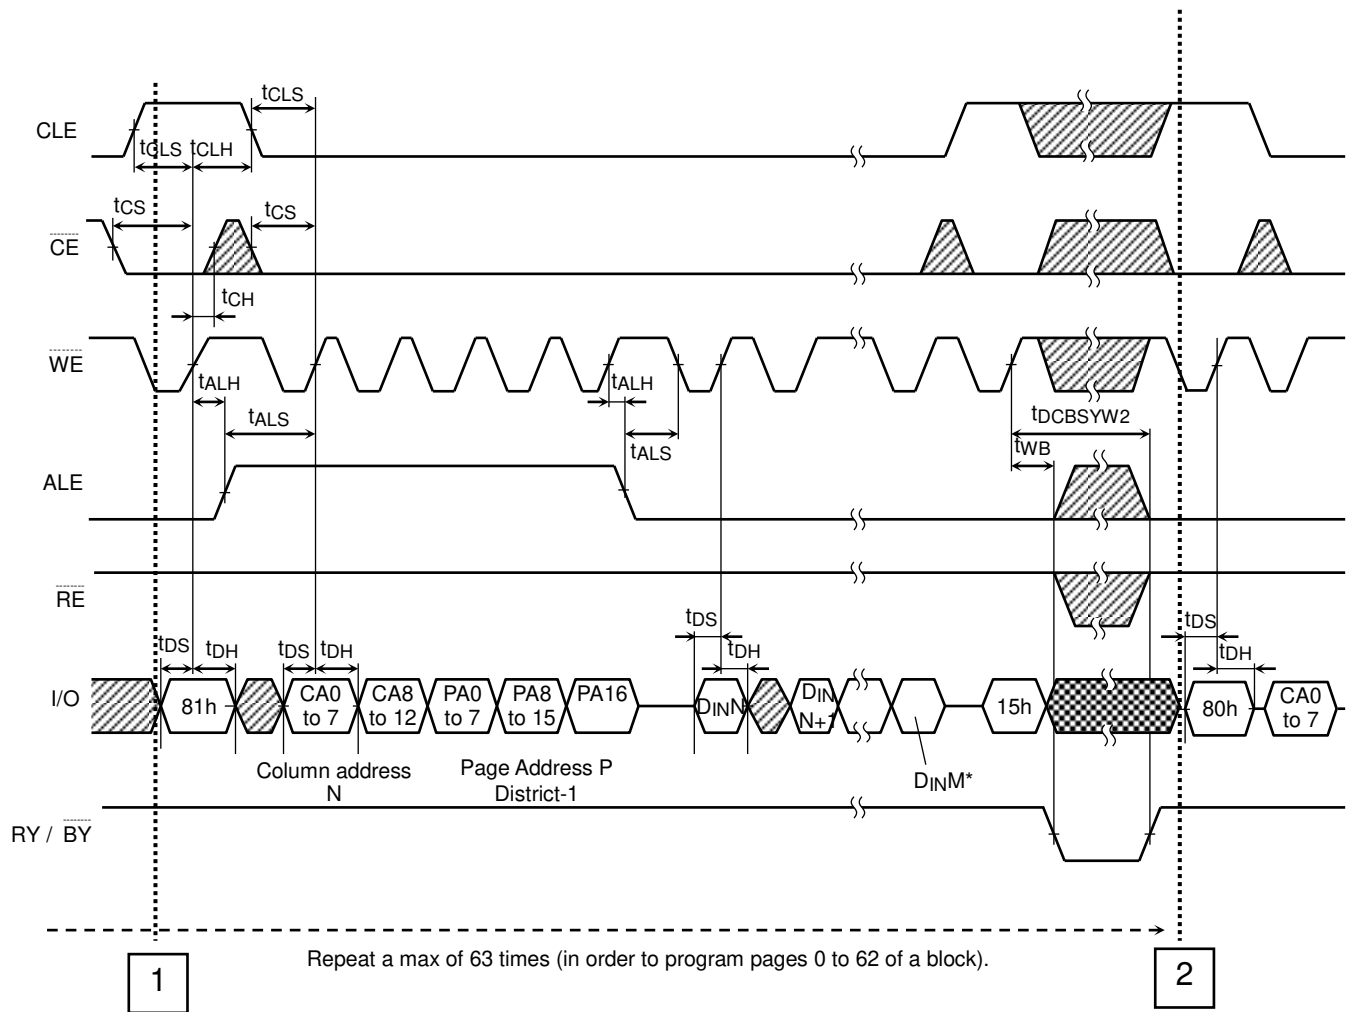 tCLS
CLE
tCLS tCLH
tCS
tCS
CE
tCH
WE
tALH
tALH
tALS
tDCBSYW2
tALS
tWB
ALE
RE
tDS
tDS
tDS
tDH
tDS
tDH
tDH
tDH
I/O
81h
CA0
to 7
CA8
to 12
PA0
to 7
PA8
to 15
PA16
DINN
DIN
N+1
15h
80h
CA0
to 7
Column address
N
Page Address P
District-1
DINM*
RY / BY
Repeat a max of 63 times (in order to program pages 0 to 62 of a block).
1
2